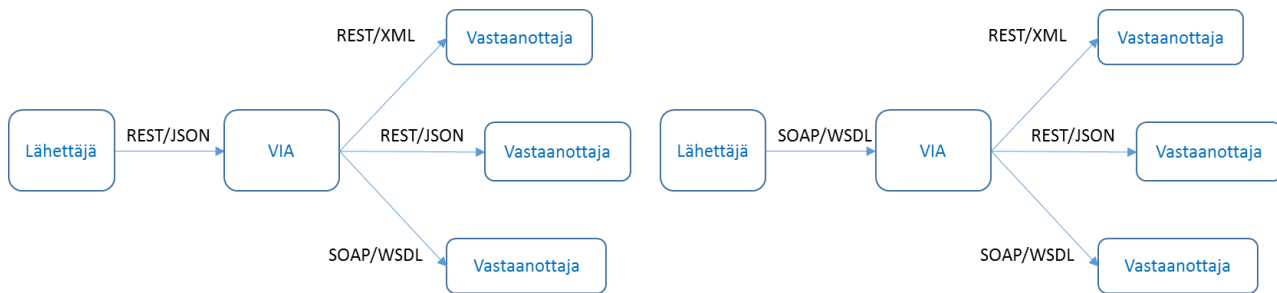 REST/XML
Vastaanottaja
Lähettäjä
REST/JSON
VIA
REST/JSON
Vastaanottaja
SOAP/WSDL
Vastaanottaja
REST/XML
Vastaanottaja
Lähettäjä
SOAP/WSDL
VIA
REST/JSON
Vastaanottaja
SOAP/WSDL
Vastaanottaja